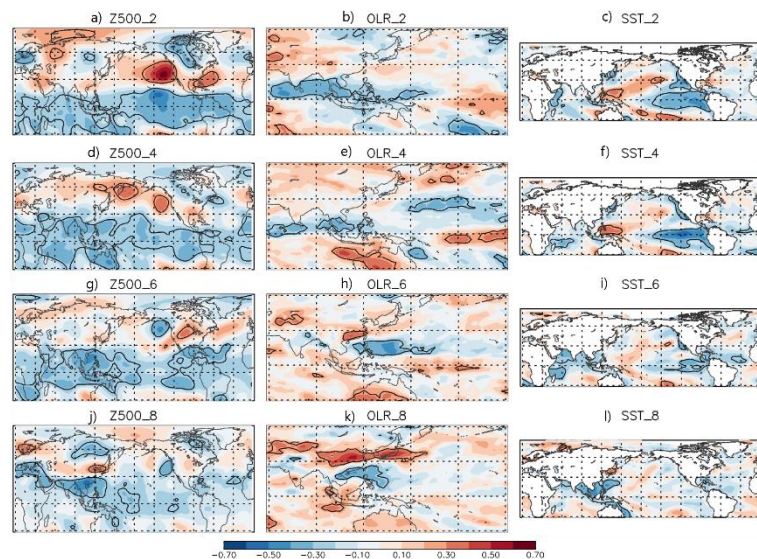 a) Z500_2
b) OLR_2
c) SST_2
d) Z500_4
e) OLR_4
f) SST_4
g) Z500_6
h) OLR_6
i) SST_6
j) Z500_8
k) OLR_8
l) SST_8
−0.70 −0.50 −0.30 −0.10 0.10 0.30 0.50 0.70